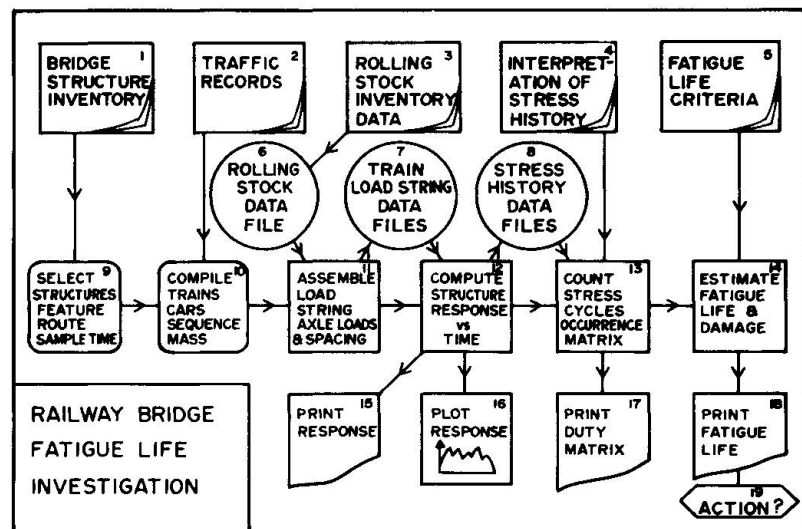 1
BRIDGE
STRUCTURE
INVENTORY
2
TRAFFIC
RECORDS
3
ROLLING
STOCK
INVENTORY
DATA
4
INTERPRET-
ATION OF
STRESS
HISTORY
5
FATIGUE
LIFE
CRITERIA
6
ROLLING
STOCK
DATA
FILE
7
TRAIN
LOAD STRING
DATA
FILES
8
STRESS
HISTORY
DATA
FILES
9
SELECT
STRUCTURES
FEATURE
ROUTE
SAMPLE TIME
10
COMPILE
TRAINS
CARS
SEQUENCE
MASS
11
ASSEMBLE
LOAD
STRING
AXLE LOADS
& SPACING
12
COMPUTE
STRUCTURE
RESPONSE
vs
TIME
13
COUNT
STRESS
CYCLES
OCCURRENCE
MATRIX
14
ESTIMATE
FATIGUE
LIFE &
DAMAGE
15
PRINT
RESPONSE
16
PLOT
RESPONSE
17
PRINT
DUTY
MATRIX
18
PRINT
FATIGUE
LIFE
19
ACTION?
RAILWAY BRIDGE
FATIGUE LIFE
INVESTIGATION